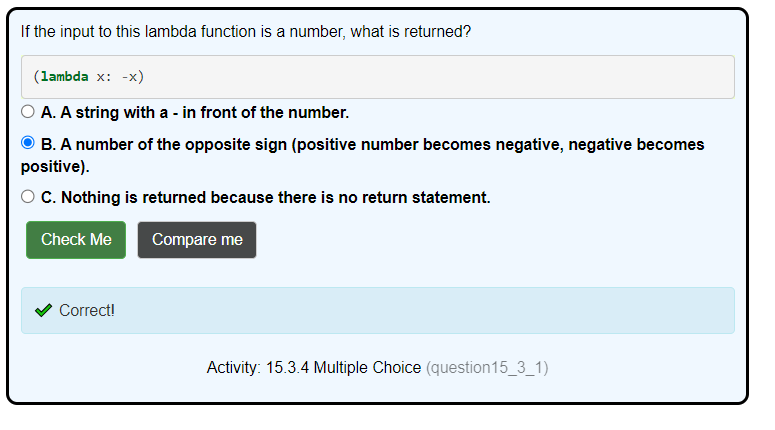 If the input to this lambda function is a number, what is returned?
(lambda x: -x)
A. A string with a - in front of the number.
B. A number of the opposite sign (positive number becomes negative, negative becomes
positive).
C. Nothing is returned because there is no return statement.
Check Me Compare me
Correct!
Activity: 15.3.4 Multiple Choice (question15_3_1)